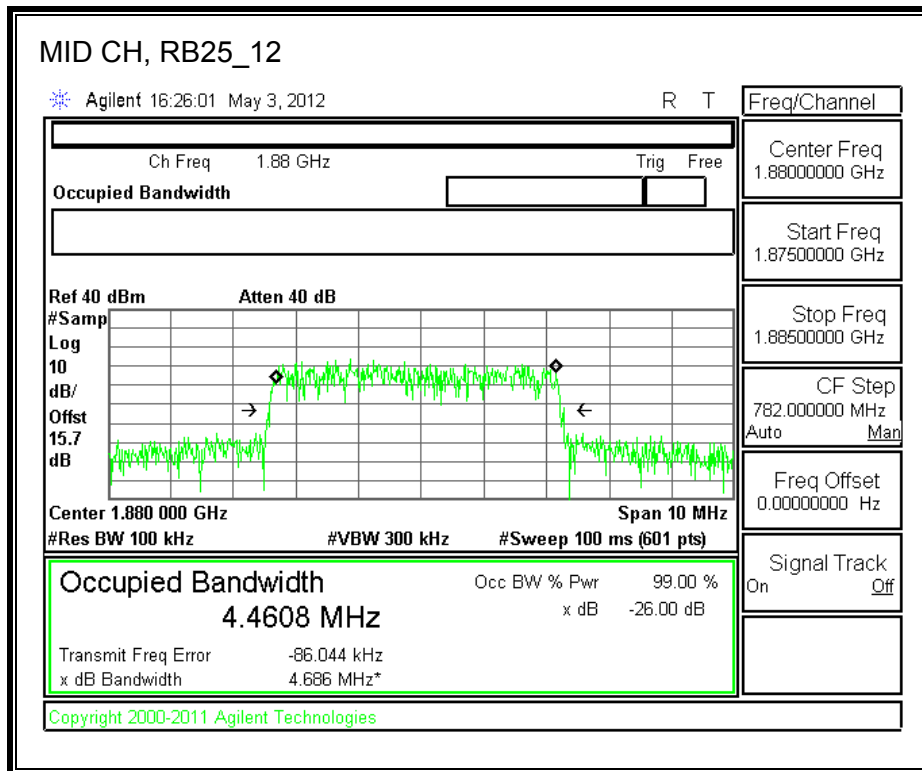 MID CH, RB25_12
Agilent 16:26:01 May 3, 2012 R T
Ch Freq 1.88 GHz Trig Free
Occupied Bandwidth
Ref 40 dBm Atten 40 dB
#Samp
Log
10
dB/
Offst
15.7
dB
Center 1.880 000 GHz Span 10 MHz
#Res BW 100 kHz #VBW 300 kHz #Sweep 100 ms (601 pts)
Occupied Bandwidth Occ BW % Pwr 99.00 %
4.4608 MHz x dB -26.00 dB
Transmit Freq Error -86.044 kHz
x dB Bandwidth 4.686 MHz*
Copyright 2000-2011 Agilent Technologies
Freq/Channel
Center Freq
1.88000000 GHz
Start Freq
1.87500000 GHz
Stop Freq
1.88500000 GHz
CF Step
782.000000 MHz
Auto Man
Freq Offset
0.00000000 Hz
Signal Track
On Off